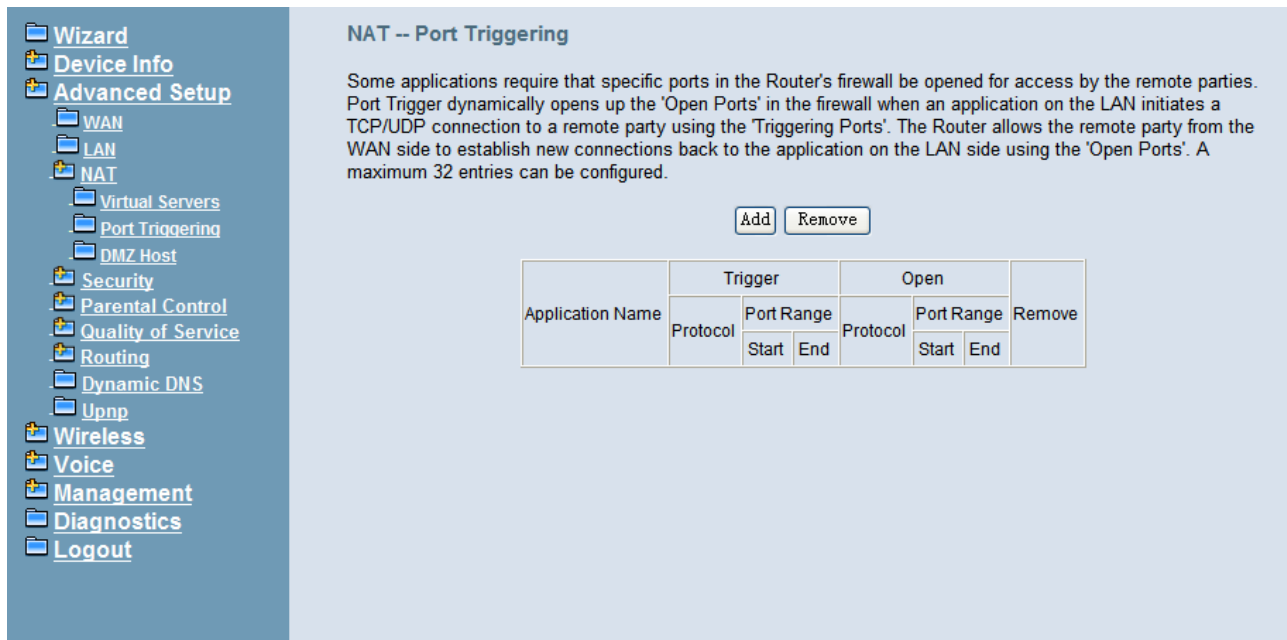 Wizard
Device Info
Advanced Setup
WAN
LAN
NAT
Virtual Servers
Port Triggering
DMZ Host
Security
Parental Control
Quality of Service
Routing
Dynamic DNS
Upnp
Wireless
Voice
Management
Diagnostics
Logout
NAT -- Port Triggering
Some applications require that specific ports in the Router's firewall be opened for access by the remote parties.
Port Trigger dynamically opens up the 'Open Ports' in the firewall when an application on the LAN initiates a
TCP/UDP connection to a remote party using the 'Triggering Ports'. The Router allows the remote party from the
WAN side to establish new connections back to the application on the LAN side using the 'Open Ports'. A
maximum 32 entries can be configured.
Add Remove
Trigger Open
Application Name Protocol Port Range Protocol Port Range Remove
Start End Start End